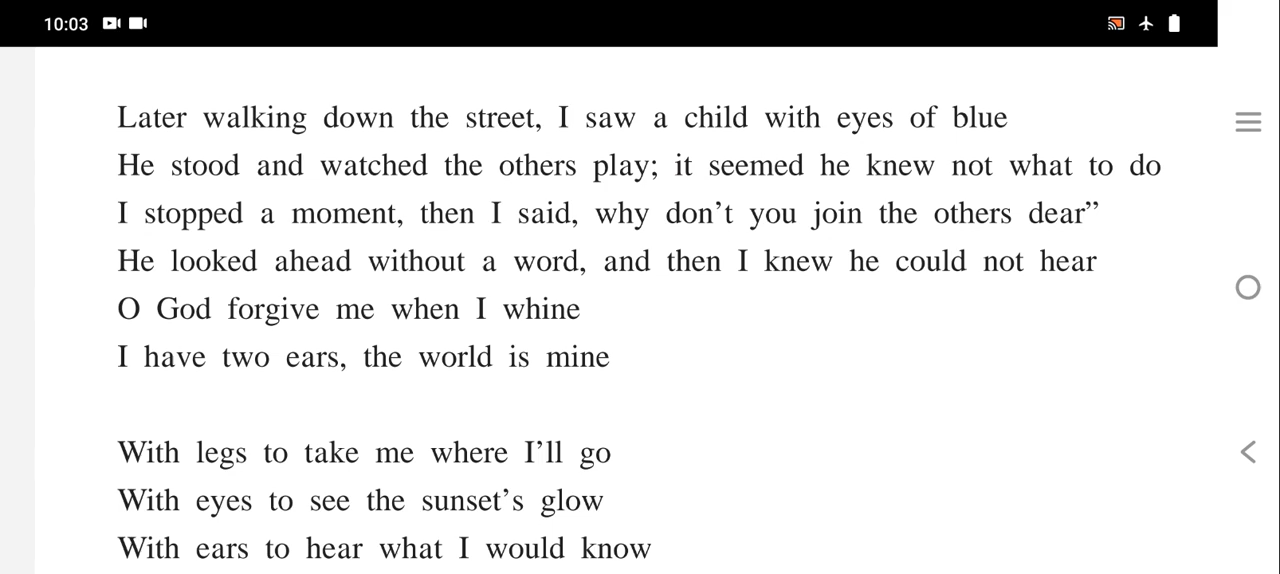 10:03
Later walking down the street, I saw a child with eyes of blue
He stood and watched the others play; it seemed he knew not what to do
I stopped a moment, then I said, why don’t you join the others dear”
He looked ahead without a word, and then I knew he could not hear
O God forgive me when I whine
I have two ears, the world is mine
With legs to take me where I’ll go
With eyes to see the sunset’s glow
With ears to hear what I would know